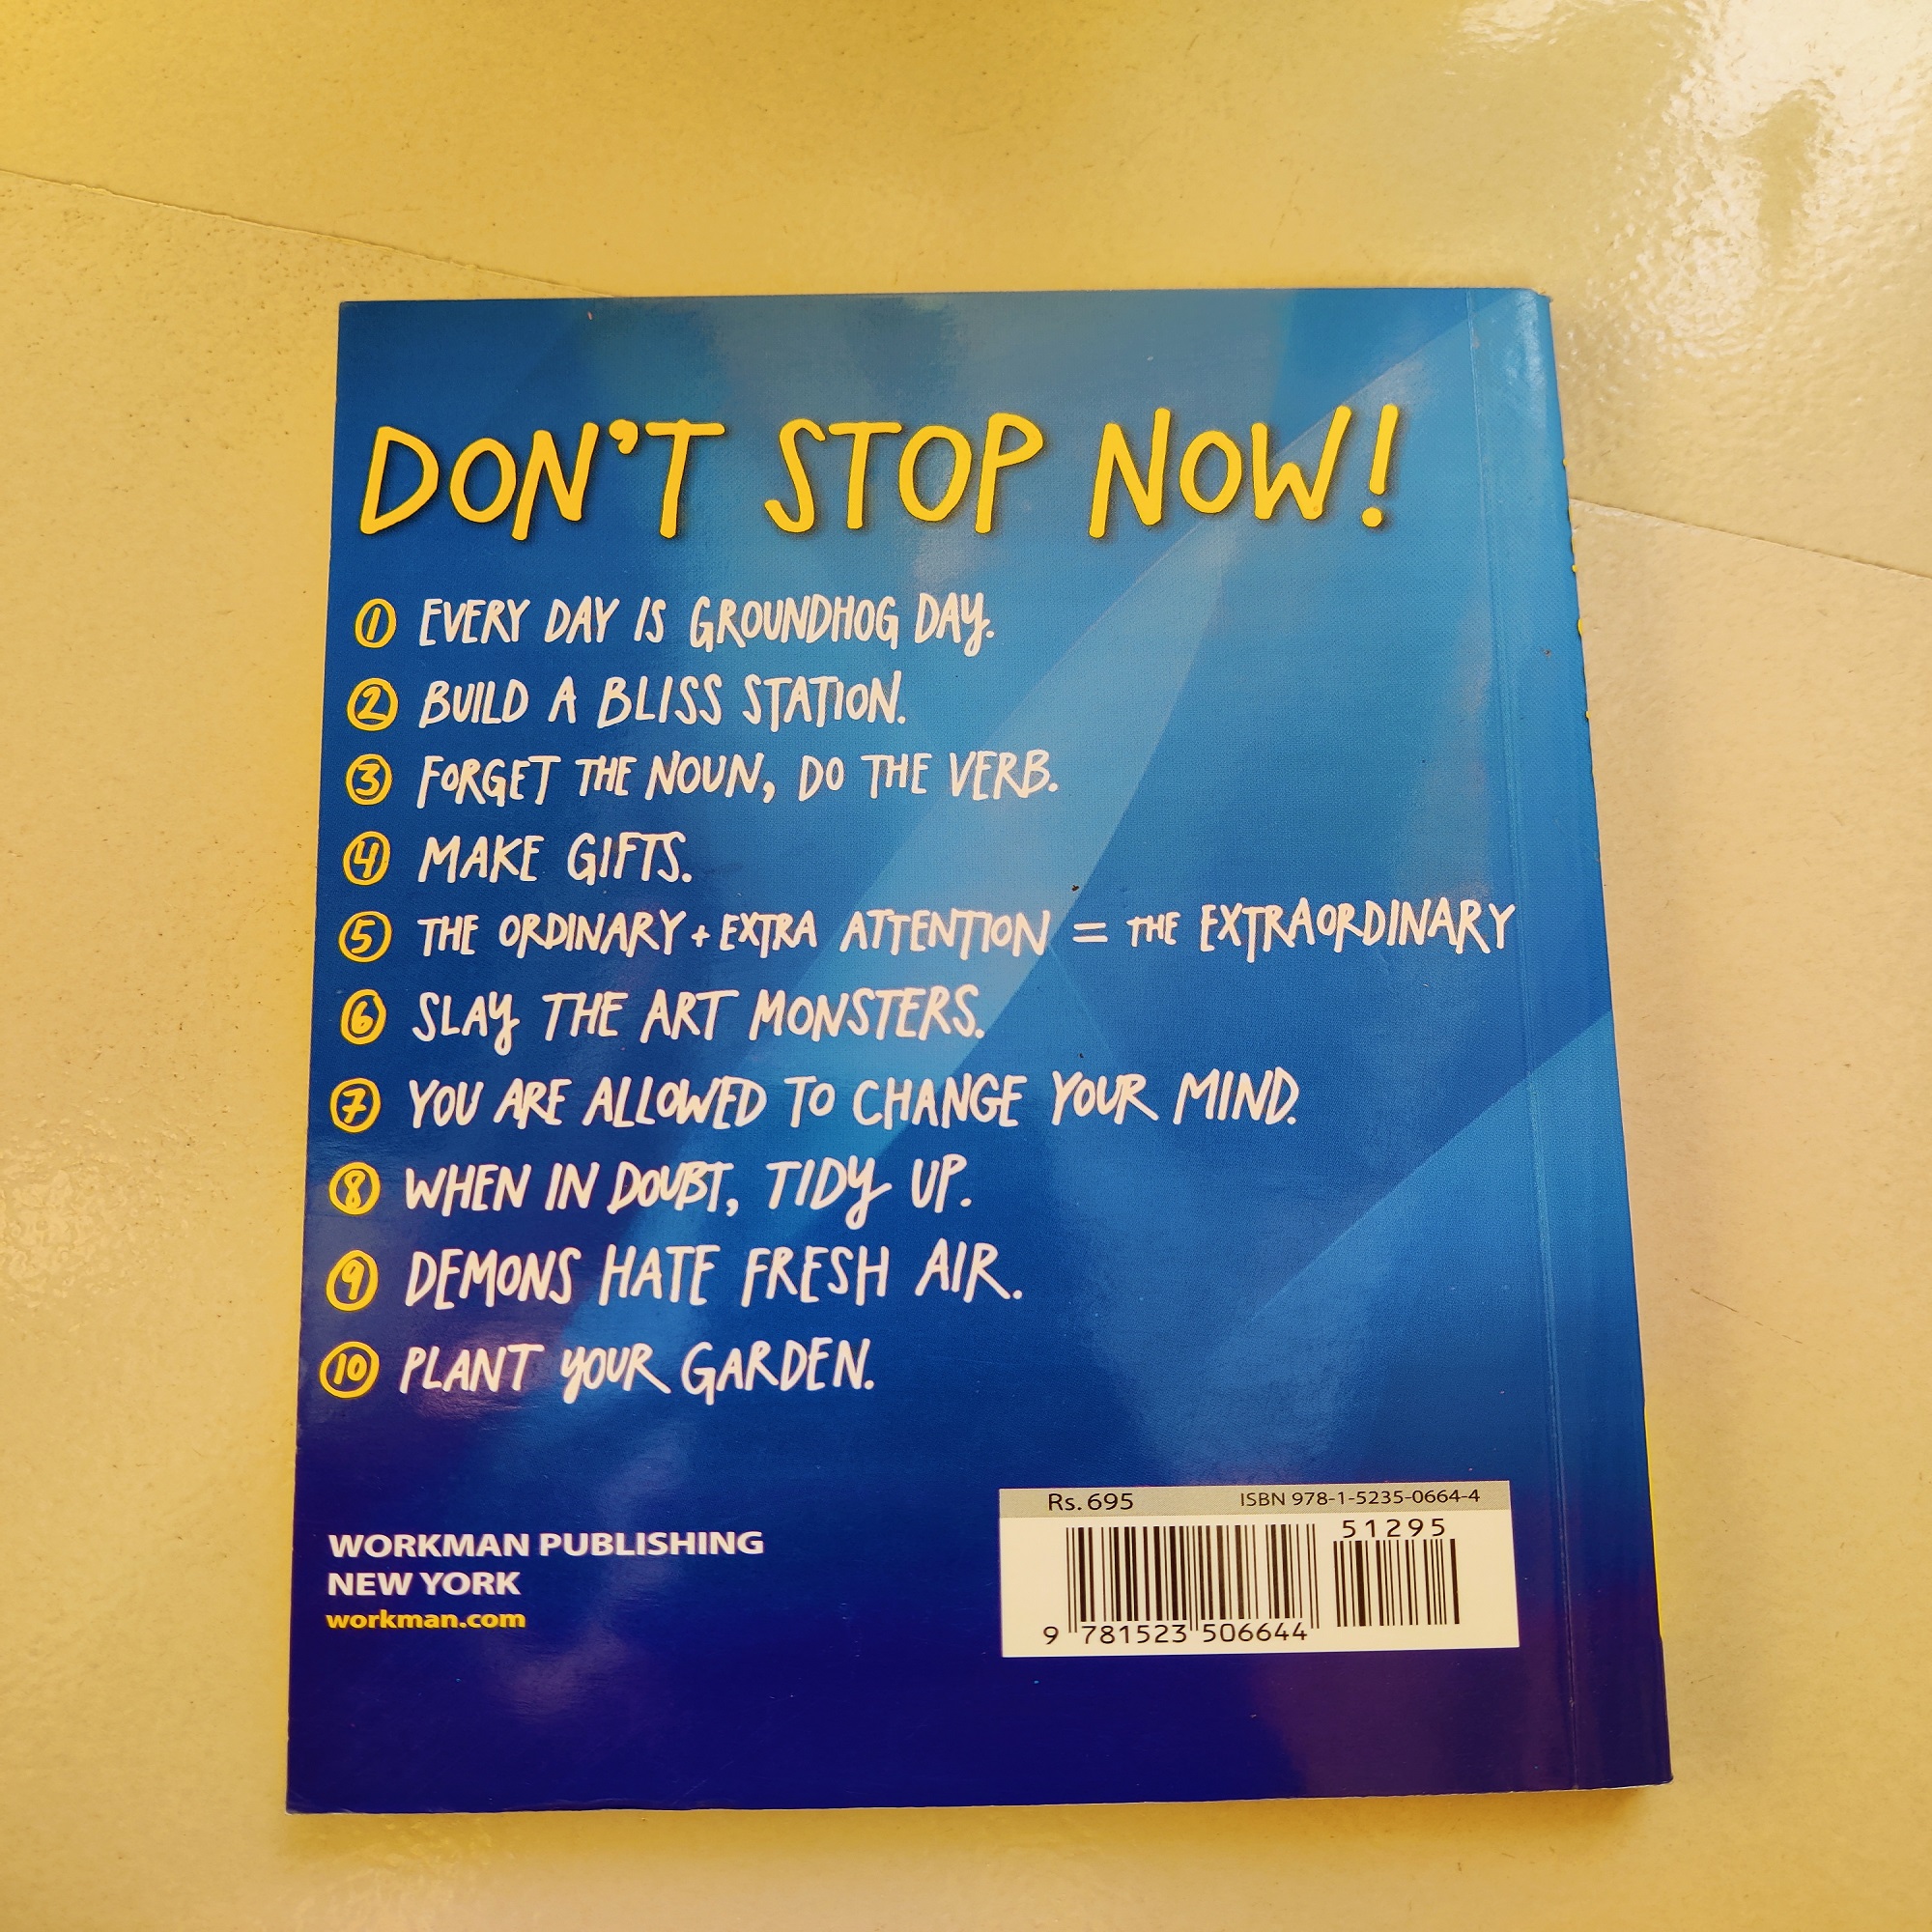 DON'T STOP NOW!
1 EVERY DAY IS GROUNDHOG DAY.
2 BUILD A BLISS STATION.
3 FORGET THE NOUN, DO THE VERB.
4 MAKE GIFTS.
5 THE ORDINARY + EXTRA ATTENTION = THE EXTRAORDINARY
6 SLAY THE ART MONSTERS.
7 YOU ARE ALLOWED TO CHANGE YOUR MIND.
8 WHEN IN DOUBT, TIDY UP.
9 DEMONS HATE FRESH AIR.
10 PLANT YOUR GARDEN.
WORKMAN PUBLISHING
NEW YORK
workman.com
Rs. 695 ISBN 978-1-5235-0664-4
51295
9 781523 506644